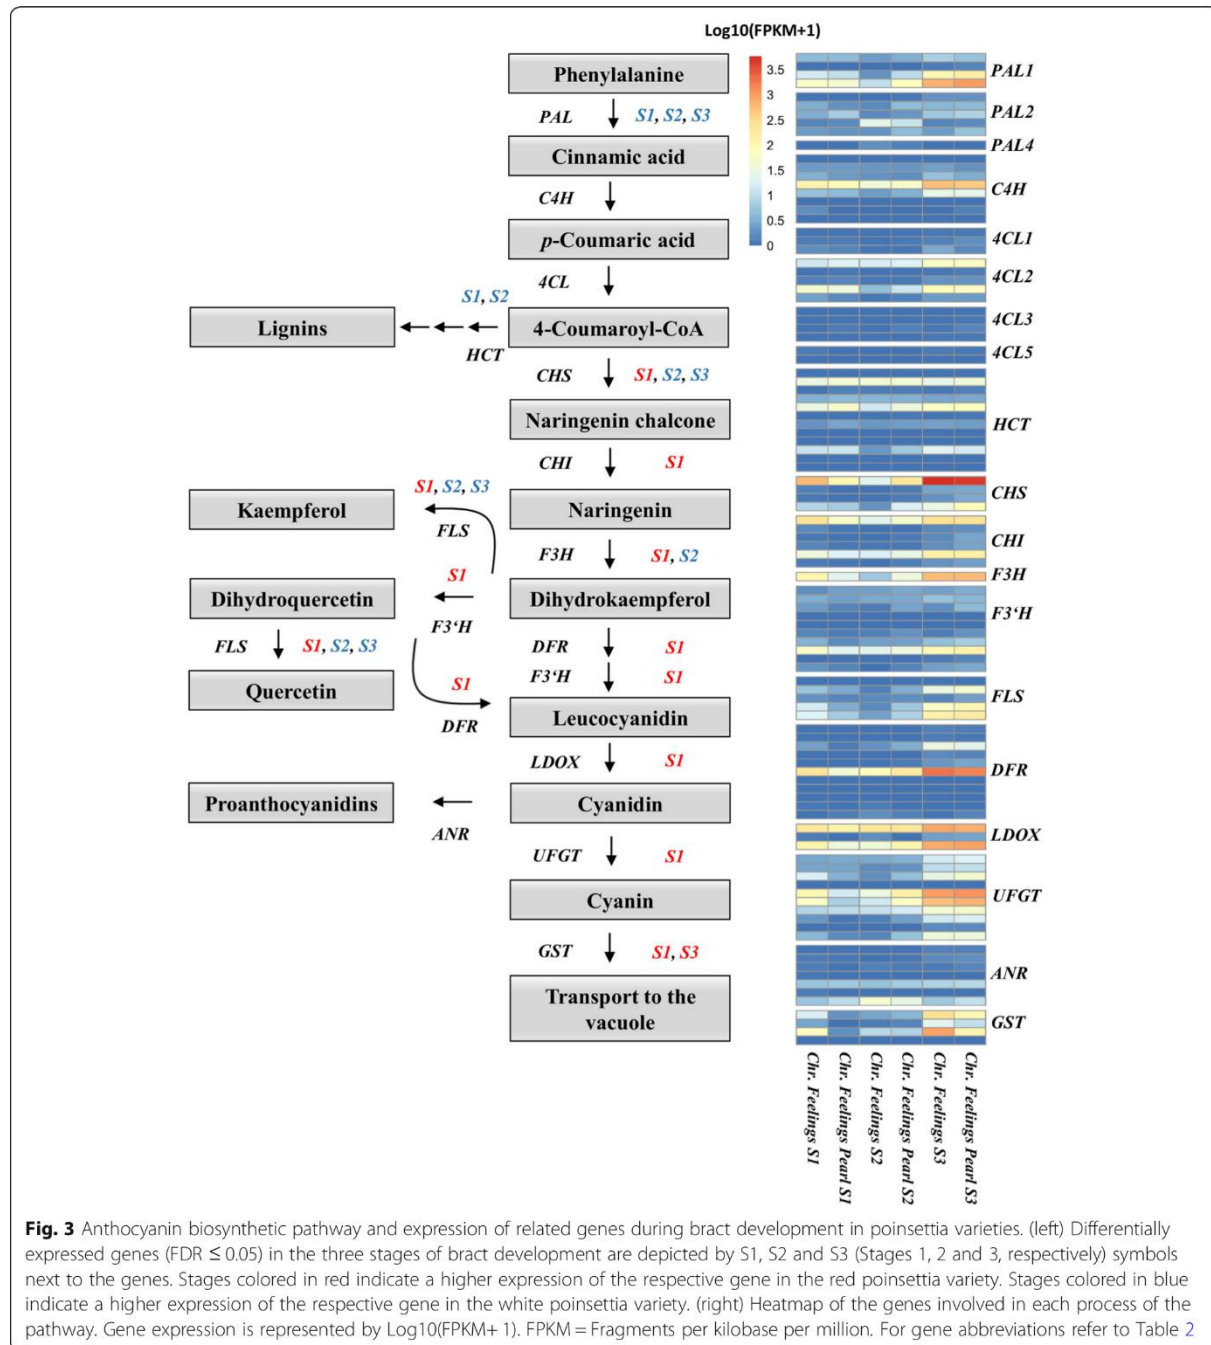 Log10(FPKM+1)
Phenylalanine
PAL
S1, S2, S3
Cinnamic acid
C4H
p-Coumaric acid
4CL
S1, S2
Lignins
4-Coumaroyl-CoA
HCT
CHS
S1, S2, S3
Naringenin chalcone
CHI
S1
S1, S2, S3
Kaempferol
Naringenin
FLS
F3H
S1, S2
S1
Dihydroquercetin
Dihydrokaempferol
F3‘H
FLS
S1, S2, S3
DFR
S1
F3‘H
S1
Quercetin
S1
DFR
Leucocyanidin
LDOX
S1
Proanthocyanidins
Cyanidin
ANR
UFGT
S1
Cyanin
GST
S1, S3
Transport to the
vacuole
3.5
3
2.5
2
1.5
1
0.5
0
PAL1
PAL2
PAL4
C4H
4CL1
4CL2
4CL3
4CL5
HCT
CHS
CHI
F3H
F3‘H
FLS
DFR
LDOX
UFGT
ANR
GST
Chr. Feelings S1
Chr. Feelings Pearl S1
Chr. Feelings S2
Chr. Feelings Pearl S2
Chr. Feelings S3
Chr. Feelings Pearl S3
Fig. 3 Anthocyanin biosynthetic pathway and expression of related genes during bract development in poinsettia varieties. (left) Differentially
expressed genes (FDR ≤ 0.05) in the three stages of bract development are depicted by S1, S2 and S3 (Stages 1, 2 and 3, respectively) symbols
next to the genes. Stages colored in red indicate a higher expression of the respective gene in the red poinsettia variety. Stages colored in blue
indicate a higher expression of the respective gene in the white poinsettia variety. (right) Heatmap of the genes involved in each process of the
pathway. Gene expression is represented by Log10(FPKM+ 1). FPKM = Fragments per kilobase per million. For gene abbreviations refer to Table 2